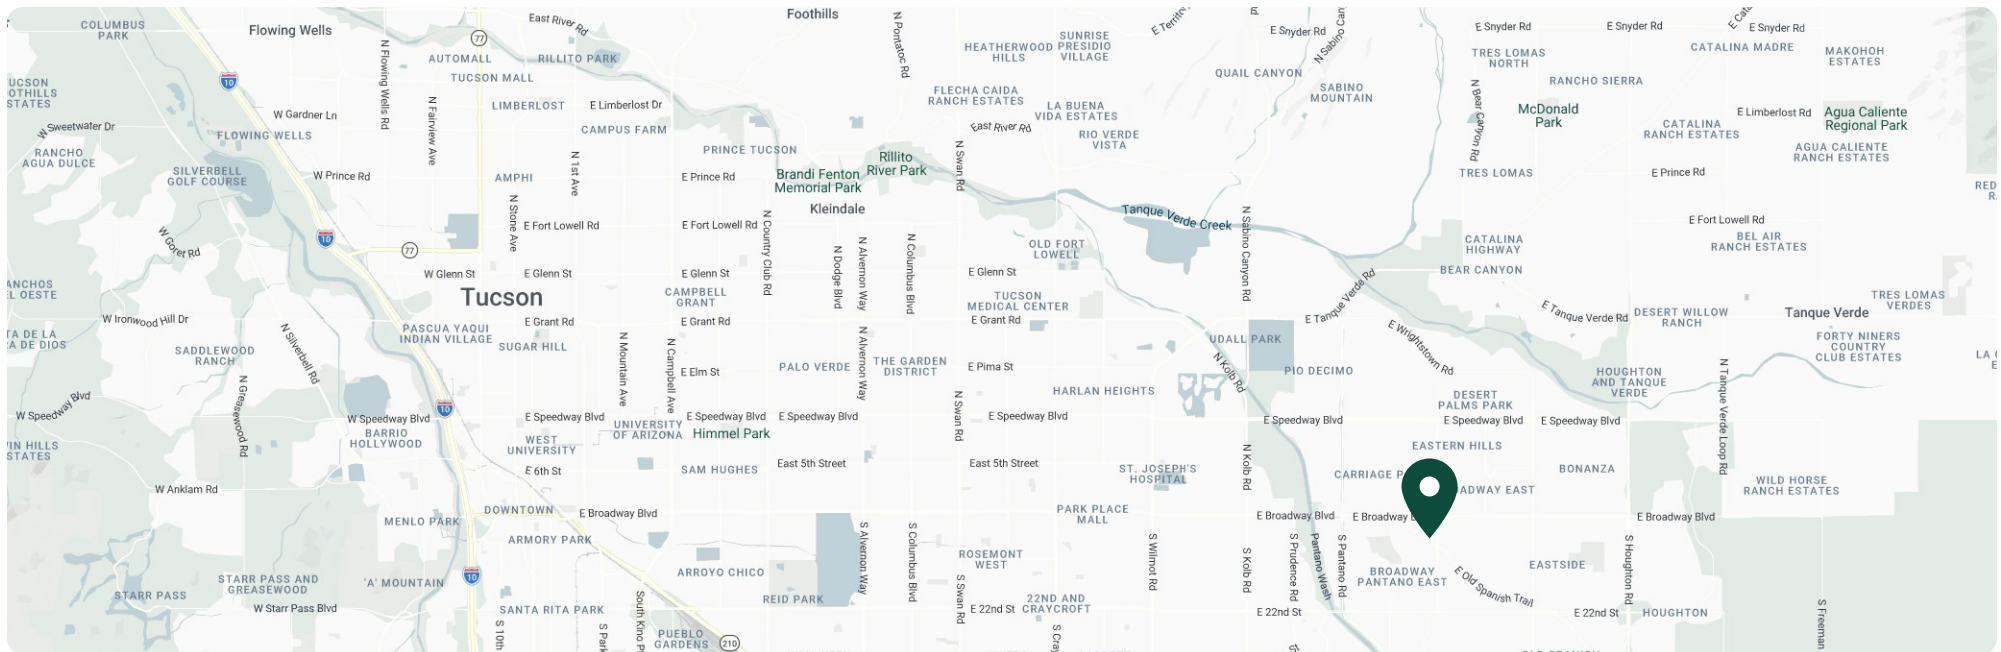 COLUMBUS
PARK
Flowing Wells
East River Rd
Foothills
N Pontatoc Rd
HEATHERWOOD
HILLS
SUNRISE
PRESIDIO
VILLAGE
E Snyder Rd
E Snyder Rd
E Snyder Rd
E Snyder Rd
77
AUTOMALL
RILLITO PARK
TUCSON MALL
N Flowing Wells Rd
10
QUAIL CANYON
SABINO
MOUNTAIN
TRES LOMAS
NORTH
CATALINA MADRE
MAKOHOH
ESTATES
RANCHO SIERRA
N Bear Canyon Rd
McDonald
Park
E Limberlost Rd
Agua Caliente
Regional Park
FLECHA CAIDA
RANCH ESTATES
LA BUENA
VIDA ESTATES
W Gardner Ln
LIMBERLOST
E Limberlost Dr
N Fairview Ave
W Sweetwater Dr
FLOWING WELLS
CAMPUS FARM
East River Rd
RIO VERDE
VISTA
CATALINA
RANCH ESTATES
AGUA CALIENTE
RANCH ESTATES
RANCHO
AGUA DULCE
SILVERBELL
GOLF COURSE
PRINCE TUCSON
Rillito
River Park
Brandi Fenton
Memorial Park
N Swan Rd
W Prince Rd
AMPHI
N 1st Ave
E Prince Rd
TRES LOMAS
E Prince Rd
Kleindale
N Stone Ave
E Fort Lowell Rd
E Fort Lowell Rd
N Country Club Rd
Tanque Verde Creek
N Sabino Canyon Rd
E Fort Lowell Rd
BEL AIR
RANCH ESTATES
CATALINA
HIGHWAY
BEAR CANYON
W Goret Rd
10
77
W Glenn St
E Glenn St
E Glenn St
N Dodge Blvd
N Alvernon Way
N Columbus Blvd
OLD FORT
LOWELL
E Glenn St
Tucson
CAMPBELL
GRANT
TUCSON
MEDICAL CENTER
E Tanque Verde Rd
E Tanque Verde Rd
DESERT WILLOW
RANCH
Tanque Verde
TRES LOMAS
VERDES
W Ironwood Hill Dr
PASCUA YAQUI
INDIAN VILLAGE
E Grant Rd
E Grant Rd
E Grant Rd
SUGAR HILL
UDALL PARK
E Wrightstown Rd
FORTY NINERS
COUNTRY
CLUB ESTATES
SADDLEWOOD
RANCH
N Silverbell Rd
N Mountain Ave
N Campbell Ave
E Elm St
PALO VERDE
N Alvernon Way
THE GARDEN
DISTRICT
E Pima St
HARLAN HEIGHTS
N Kolb Rd
PIO DECIMO
HOUGHTON
AND TANQUE
VERDE
N Tanque Verde Loop Rd
N Greasewood Rd
W Speedway Blvd
10
W Speedway Blvd
BARRIO
HOLLYWOOD
E Speedway Blvd
UNIVERSITY
OF ARIZONA
E Speedway Blvd
Himmel Park
E Speedway Blvd
N Swan Rd
E Speedway Blvd
E Speedway Blvd
DESERT
PALMS PARK
E Speedway Blvd
E Speedway Blvd
EASTERN HILLS
WEST
UNIVERSITY
E 6th St
SAM HUGHES
East 5th Street
East 5th Street
ST. JOSEPH'S
HOSPITAL
N Kolb Rd
CARRIAGE
BONANZA
WILD HORSE
RANCH ESTATES
W Anklam Rd
MENLO PARK
DOWNTOWN
E Broadway Blvd
PARK PLACE
MALL
E Broadway Blvd
E Broadway
E Broadway Blvd
ARMORY PARK
S Alvernon Way
S Columbus Blvd
ROSEMONT
WEST
S Swan Rd
S Wilmot Rd
S Kolb Rd
S Prudence Rd
Pantano Wash
S Pantano Rd
BROADWAY
PANTANO EAST
E Old Spanish Trail
EASTSIDE
S Houghton Rd
ARROYO CHICO
REID PARK
STARR PASS AND
GREASEWOOD
'A' MOUNTAIN
10
STARR PASS
W Starr Pass Blvd
SANTA RITA PARK
E 22nd St
22ND AND
CRAYCROFT
E 22nd St
E 22nd St
HOUGHTON
S Freeman
S 10th
S Park
South Kino
PUEBLO
GARDENS
210